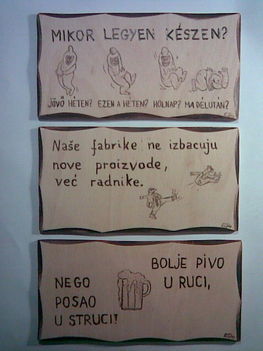 MIKOR LEGYEN KÉSZEN?
JÖVŐ HÉTEN? EZEN A HÉTEN? HOLNAP? MA DÉLUTÁN?
Naše fabrike ne izbacuju
nove proizvode,
već radnike.
BOLJE PIVO
U RUCI,
NEGO
POSAO
U STRUCI!